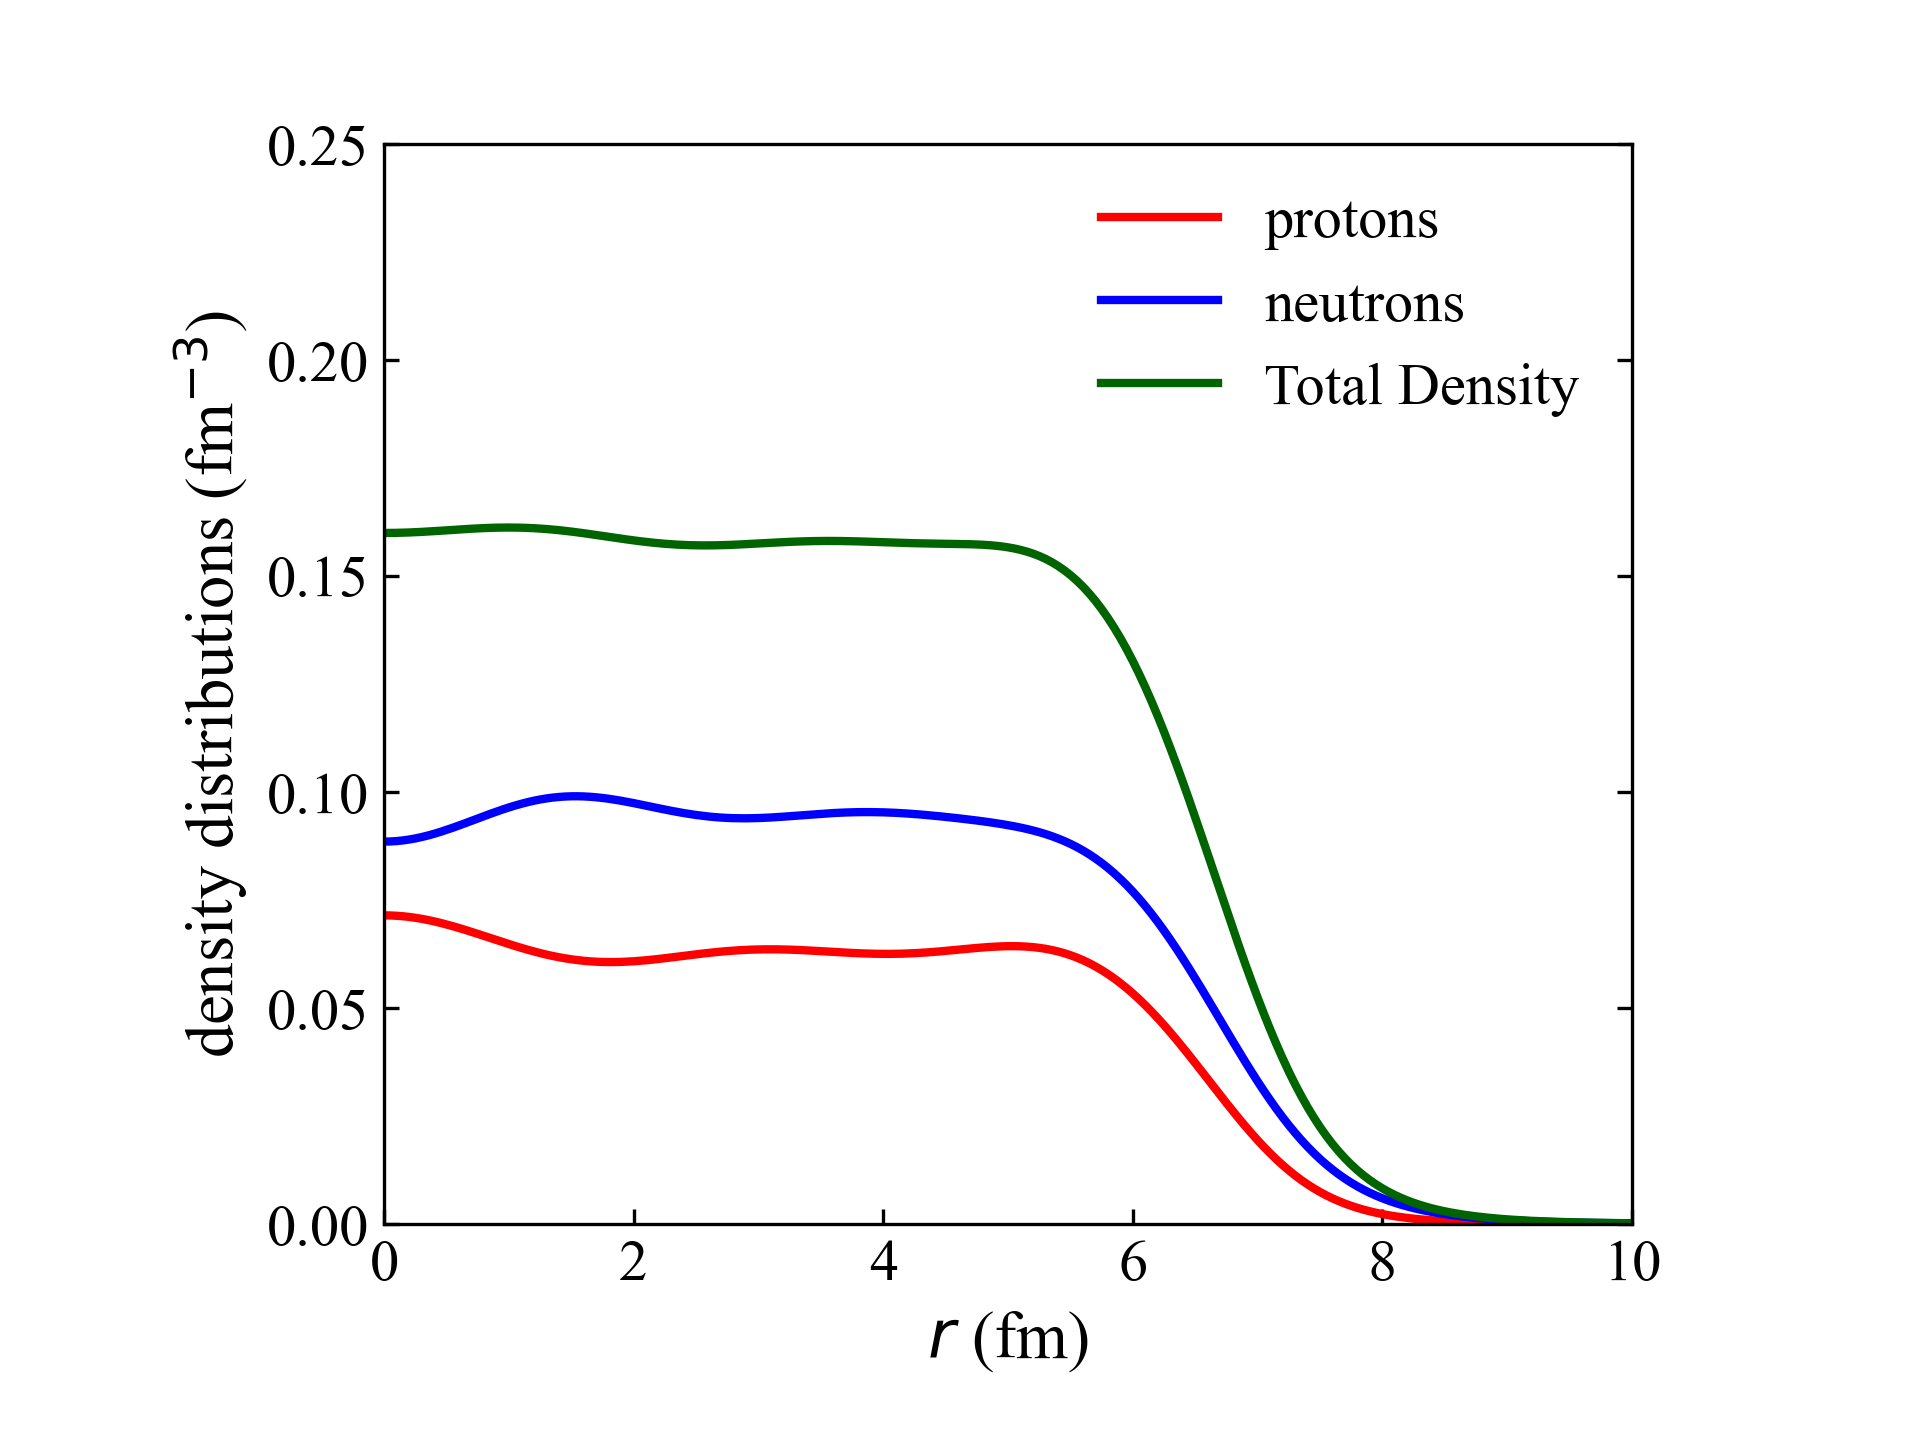 0.25
0.20
0.15
0.10
0.05
0.00
0 2 4 6 8 10
r (fm)
density distributions (fm⁻³)
protons
neutrons
Total Density